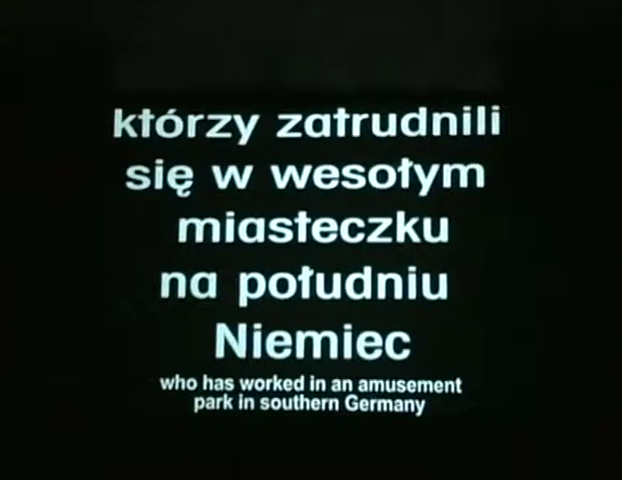 którzy zatrudnili
się w wesołym
miasteczku
na południu
Niemiec
who has worked in an amusement
park in southern Germany